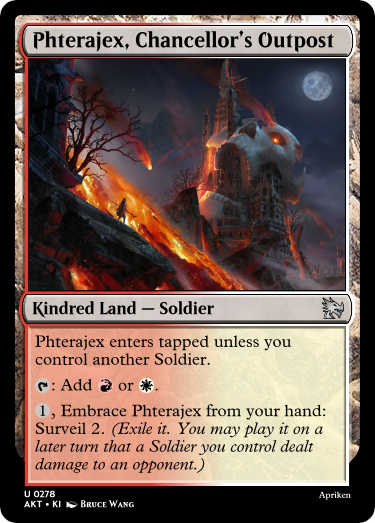 Phterajex, Chancellor's Outpost
Kindred Land — Soldier
Phterajex enters tapped unless you
control another Soldier.
: Add or .
1, Embrace Phterajex from your hand:
Surveil 2. (Exile it. You may play it on a
later turn that a Soldier you control dealt
damage to an opponent.)
U 0278
Apriken
AKT • KI Bruce Wang